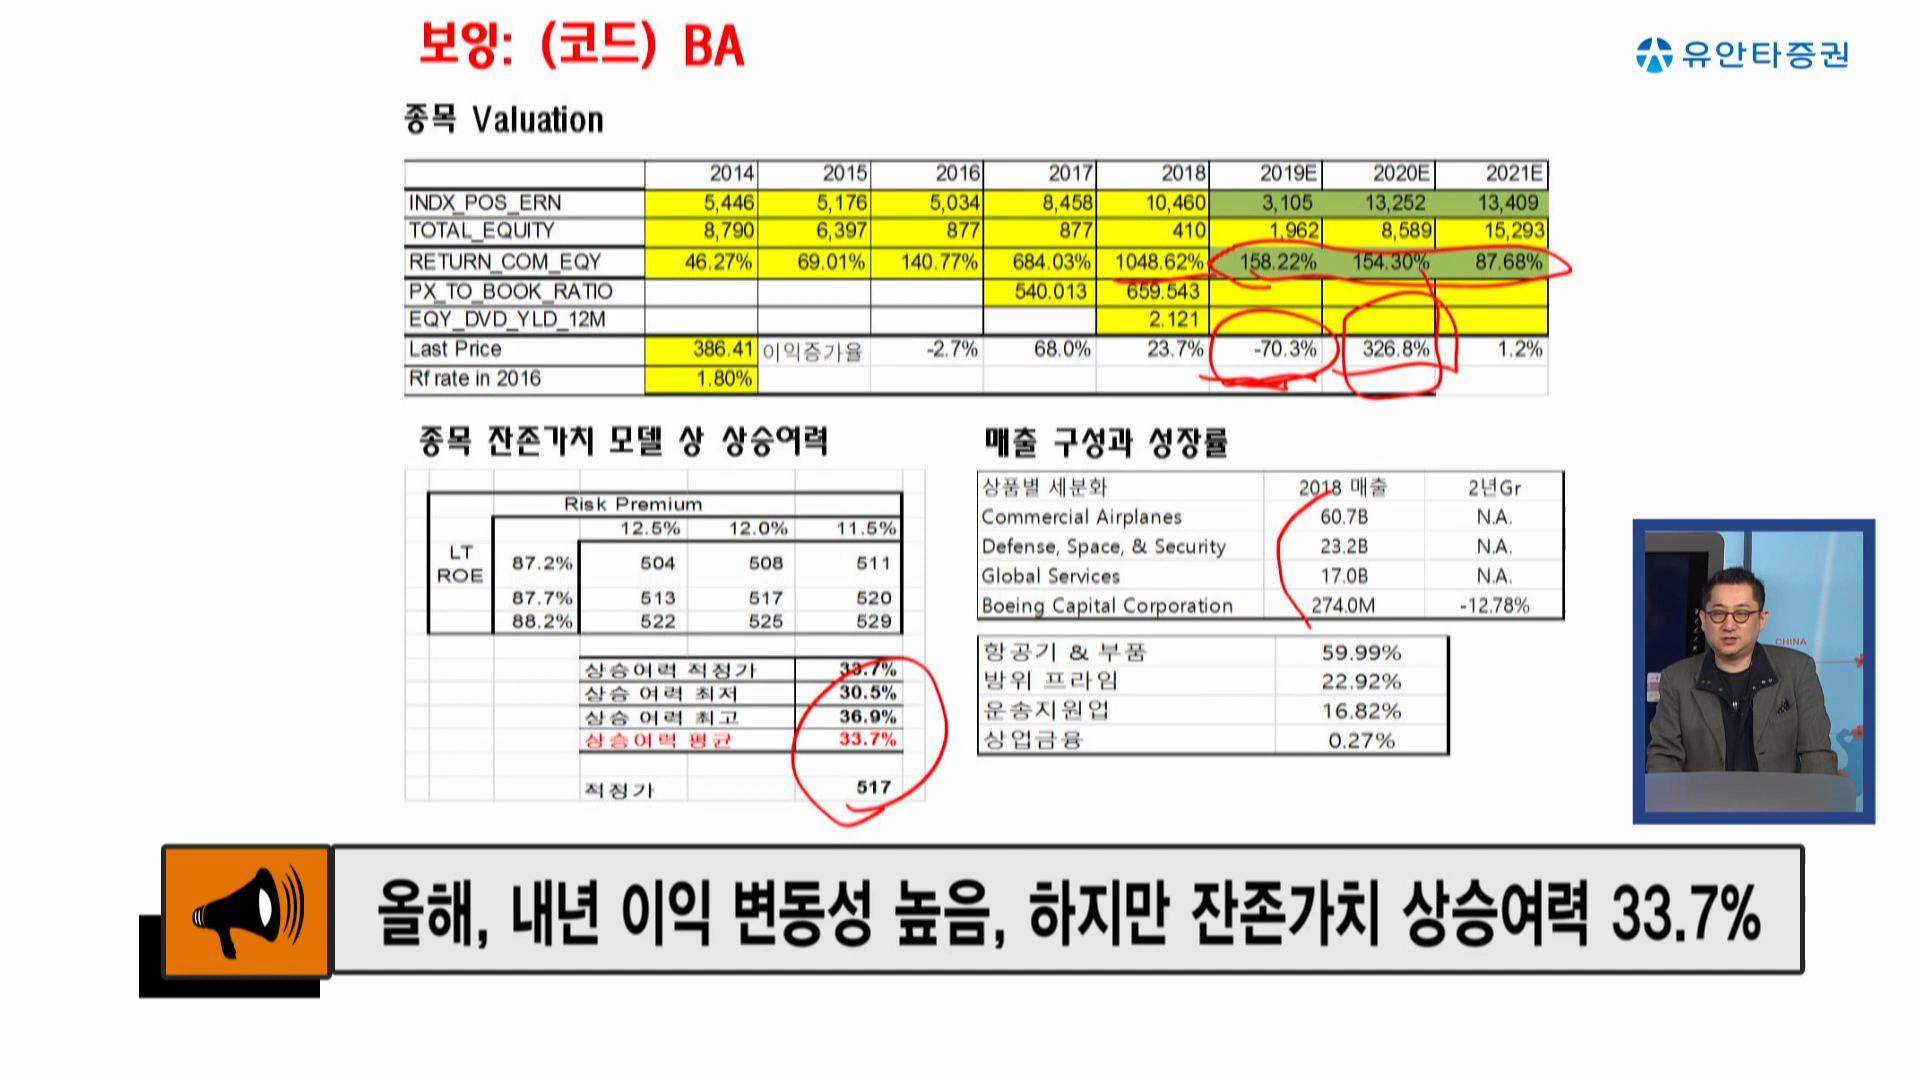 보잉: (코드) BA
유안타증권
종목 Valuation
2014 2015 2016 2017 2018 2019E 2020E 2021E
INDX_POS_ERN 5,446 5,176 5,034 8,458 10,460 3,105 13,252 13,409
TOTAL_EQUITY 8,790 6,397 877 877 410 1,962 8,589 15,293
RETURN_COM_EQY 46.27% 69.01% 140.77% 684.03% 1048.62% 158.22% 154.30% 87.68%
PX_TO_BOOK_RATIO 540.013 659.543
EQY_DVD_YLD_12M 2.121
Last Price 386.41 이익증가율 -2.7% 68.0% 23.7% -70.3% 326.8% 1.2%
Rf rate in 2016 1.80%
종목 잔존가치 모델 상 상승여력
Risk Premium
12.5% 12.0% 11.5%
LT ROE 87.2% 504 508 511
87.7% 513 517 520
88.2% 522 525 529
상승여력 적정가 33.7%
상승 여력 최저 30.5%
상승 여력 최고 36.9%
상승여력 평균 33.7%
적정가 517
매출 구성과 성장률
상품별 세분화 2018 매출 2년Gr
Commercial Airplanes 60.7B N.A.
Defense, Space, & Security 23.2B N.A.
Global Services 17.0B N.A.
Boeing Capital Corporation 274.0M -12.78%
항공기 & 부품 59.99%
방위 프라임 22.92%
운송지원업 16.82%
상업금융 0.27%
CHINA
올해, 내년 이익 변동성 높음, 하지만 잔존가치 상승여력 33.7%